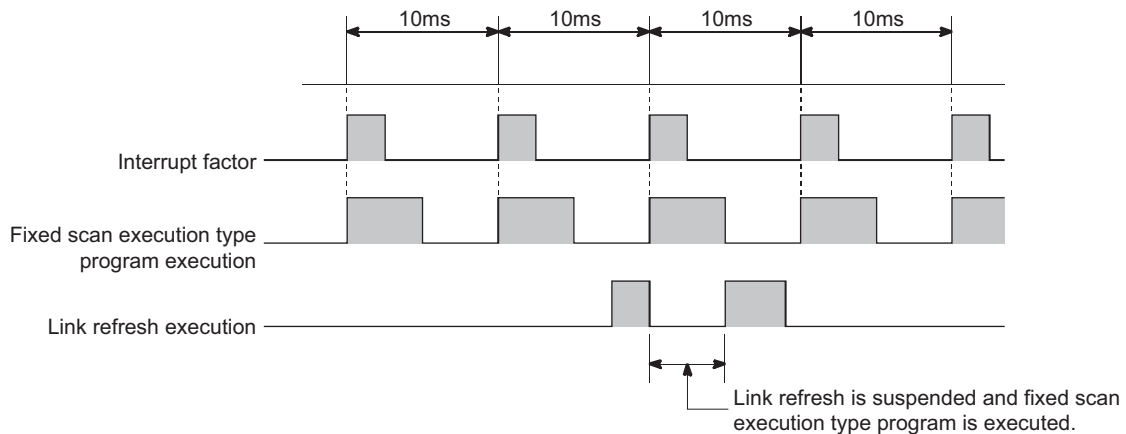 10ms 10ms 10ms 10ms
Interrupt factor
Fixed scan execution type
program execution
Link refresh execution
Link refresh is suspended and fixed scan
execution type program is executed.